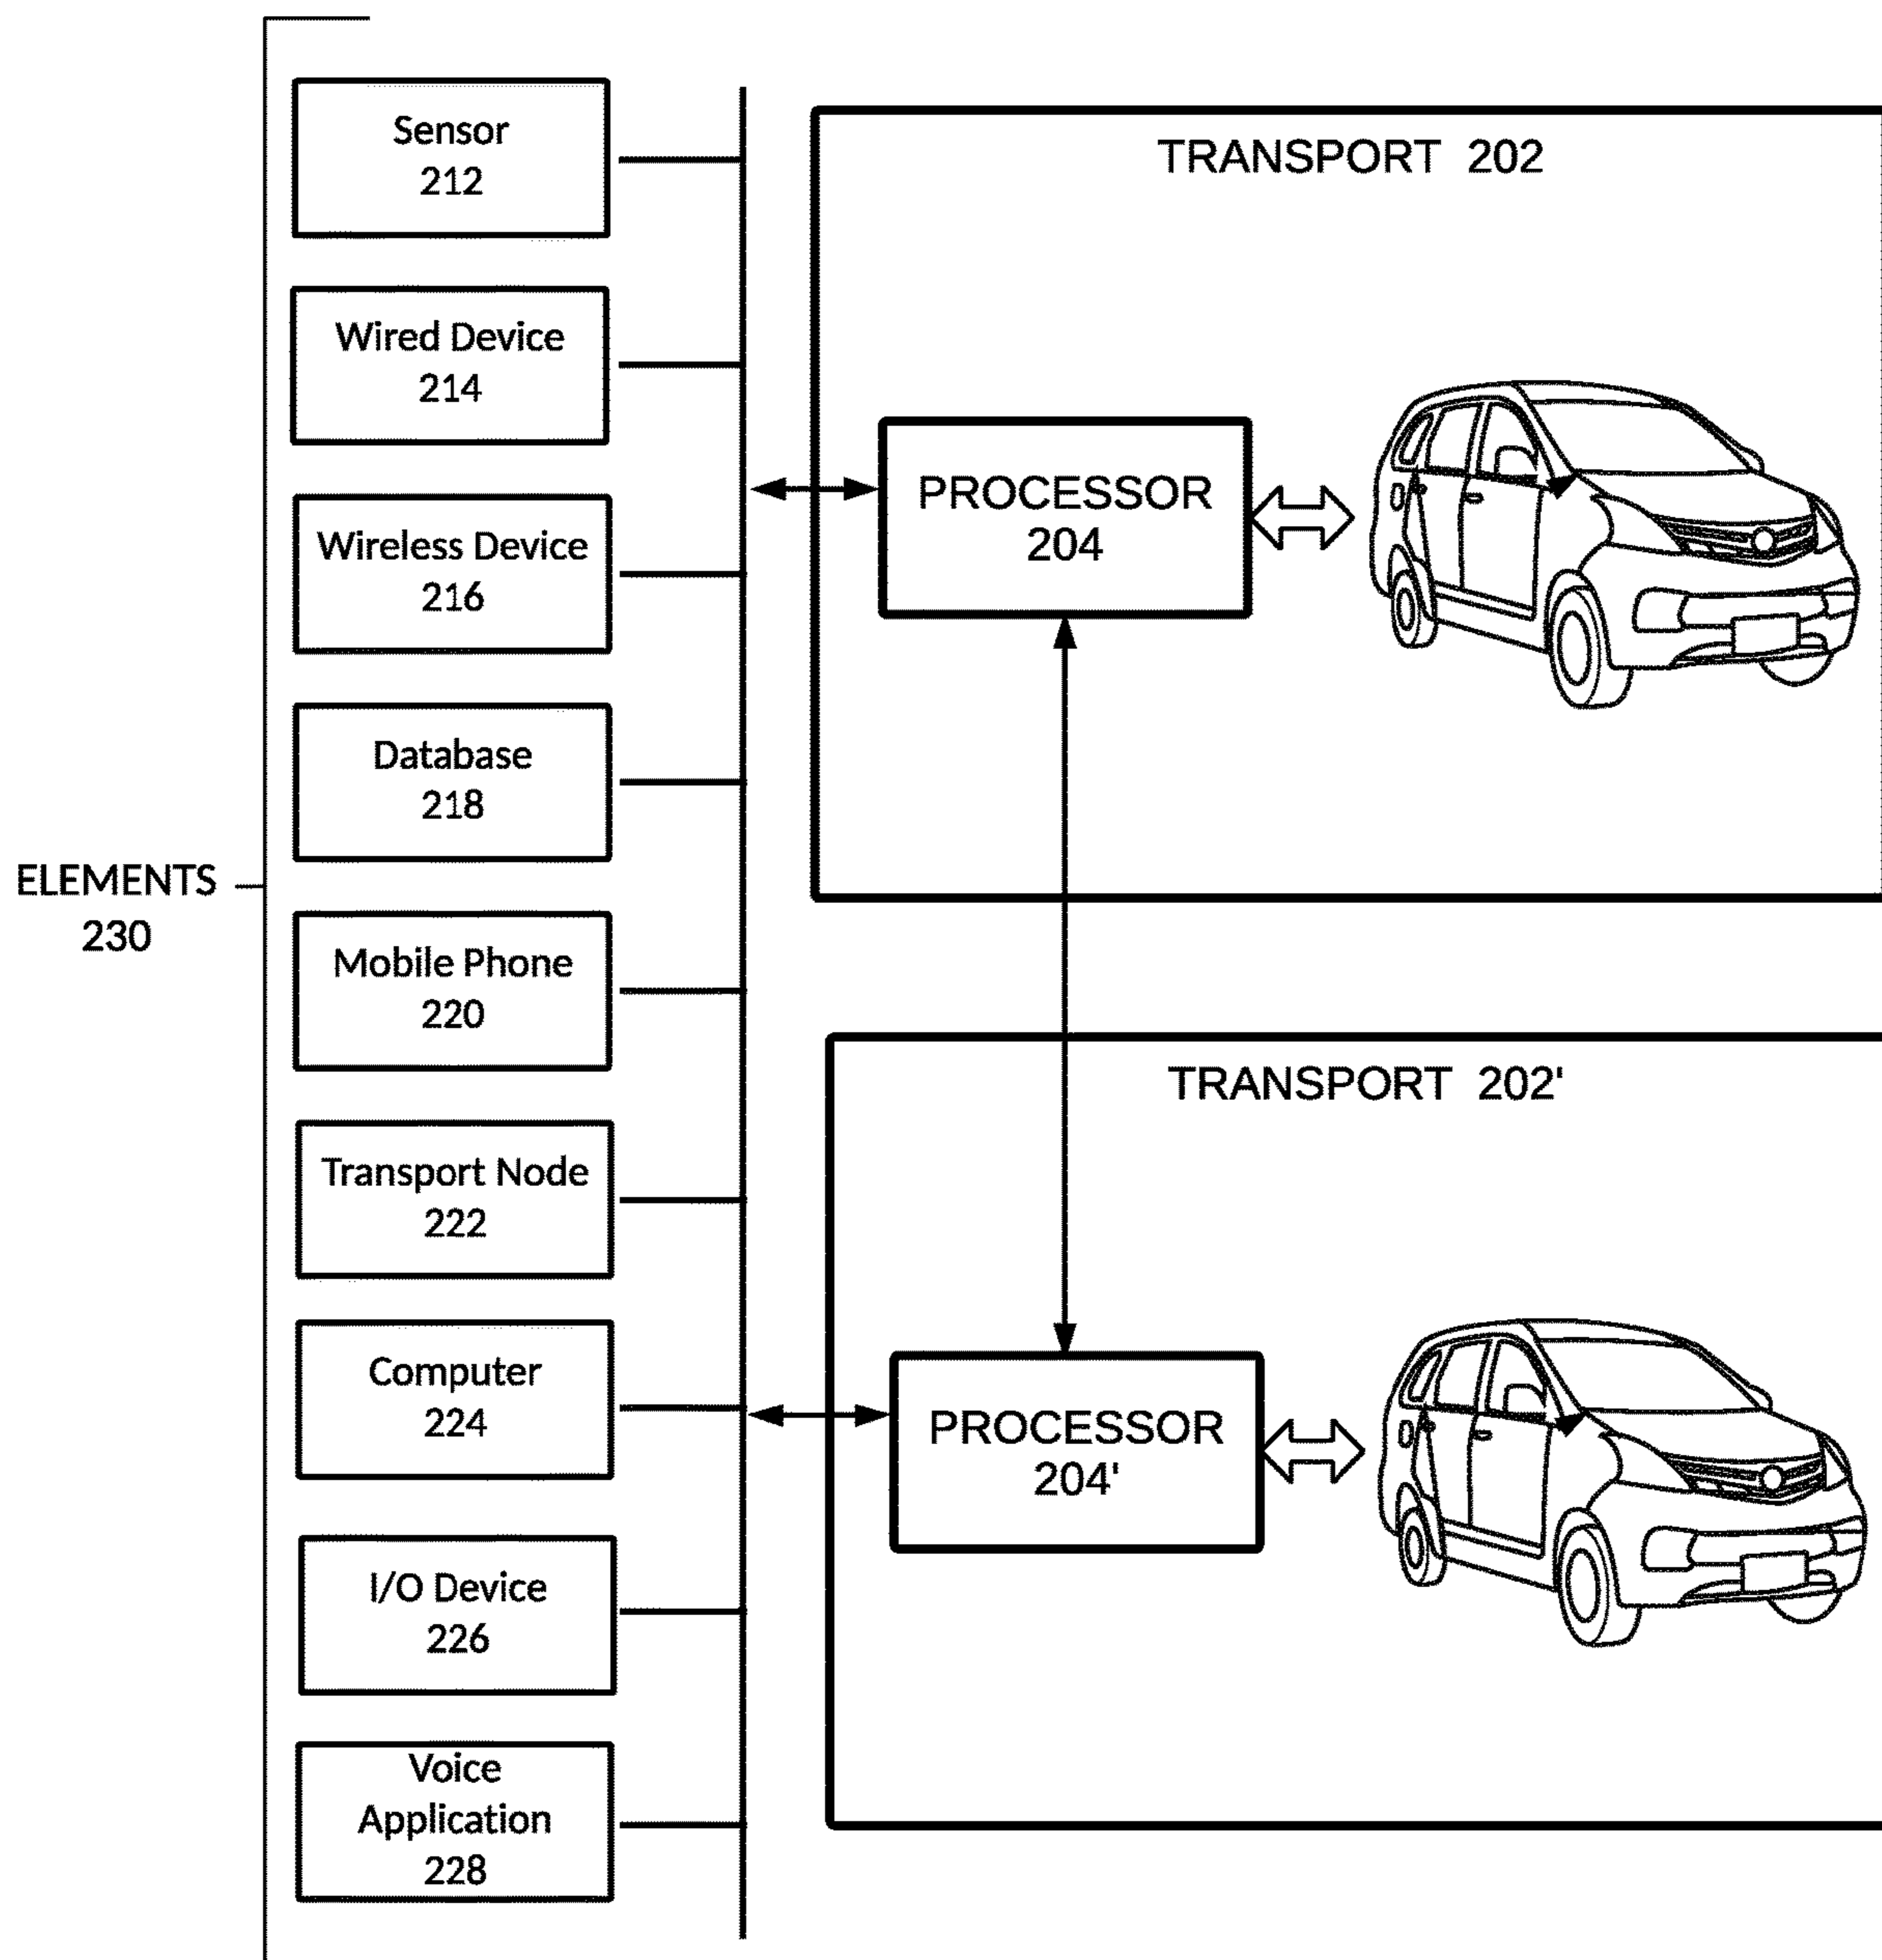 ELEMENTS
230
Sensor
212
Wired Device
214
Wireless Device
216
Database
218
Mobile Phone
220
Transport Node
222
Computer
224
I/O Device
226
Voice
Application
228
TRANSPORT 202
PROCESSOR
204
TRANSPORT 202'
PROCESSOR
204'